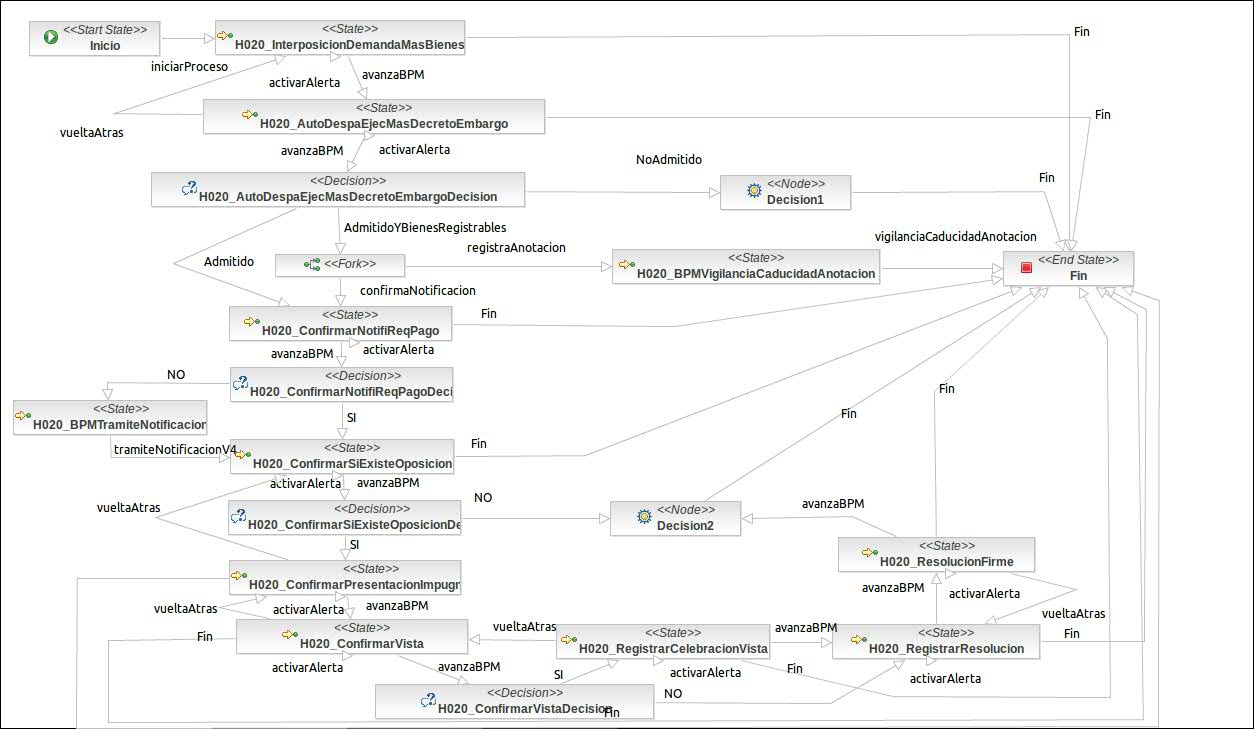 <<Start State>>
Inicio
<<State>>
H020_InterposicionDemandaMasBienes
Fin
iniciarProceso
activarAlerta
avanzaBPM
vueltaAtras
<<State>>
H020_AutoDespaEjecMasDecretoEmbargo
Fin
avanzaBPM
activarAlerta
NoAdmitido
<<Decision>>
H020_AutoDespaEjecMasDecretoEmbargoDecision
<<Node>>
Decision1
Fin
AdmitidoYBienesRegistrables
registraAnotacion
vigilanciaCaducidadAnotacion
Admitido
<<Fork>>
<<State>>
H020_BPMVigilanciaCaducidadAnotacion
<<End State>>
Fin
confirmaNotificacion
<<State>>
H020_ConfirmarNotifiReqPago
Fin
avanzaBPM
activarAlerta
NO
<<Decision>>
H020_ConfirmarNotifiReqPagoDeci
Fin
<<State>>
H020_BPMTramiteNotificacion
SI
Fin
tramiteNotificacionV4
<<State>>
H020_ConfirmarSiExisteOposicion
Fin
activarAlerta
avanzaBPM
NO
vueltaAtras
<<Decision>>
H020_ConfirmarSiExisteOposicionDe
<<Node>>
Decision2
avanzaBPM
SI
<<State>>
H020_ResolucionFirme
<<State>>
H020_ConfirmarPresentacionImpugn
avanzaBPM
activarAlerta
vueltaAtras
activarAlerta
avanzaBPM
vueltaAtras
Fin
<<State>>
H020_ConfirmarVista
vueltaAtras
<<State>>
H020_RegistrarCelebracionVista
avanzaBPM
<<State>>
H020_RegistrarResolucion
Fin
activarAlerta
avanzaBPM
SI
activarAlerta
Fin
activarAlerta
<<Decision>>
H020_ConfirmarVistaDecision
NO
Fin